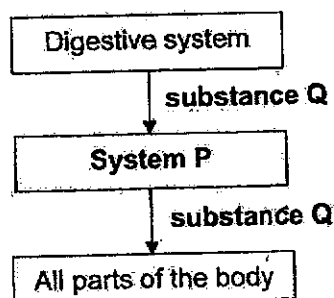 Digestive system
substance Q
System P
substance Q
All parts of the body